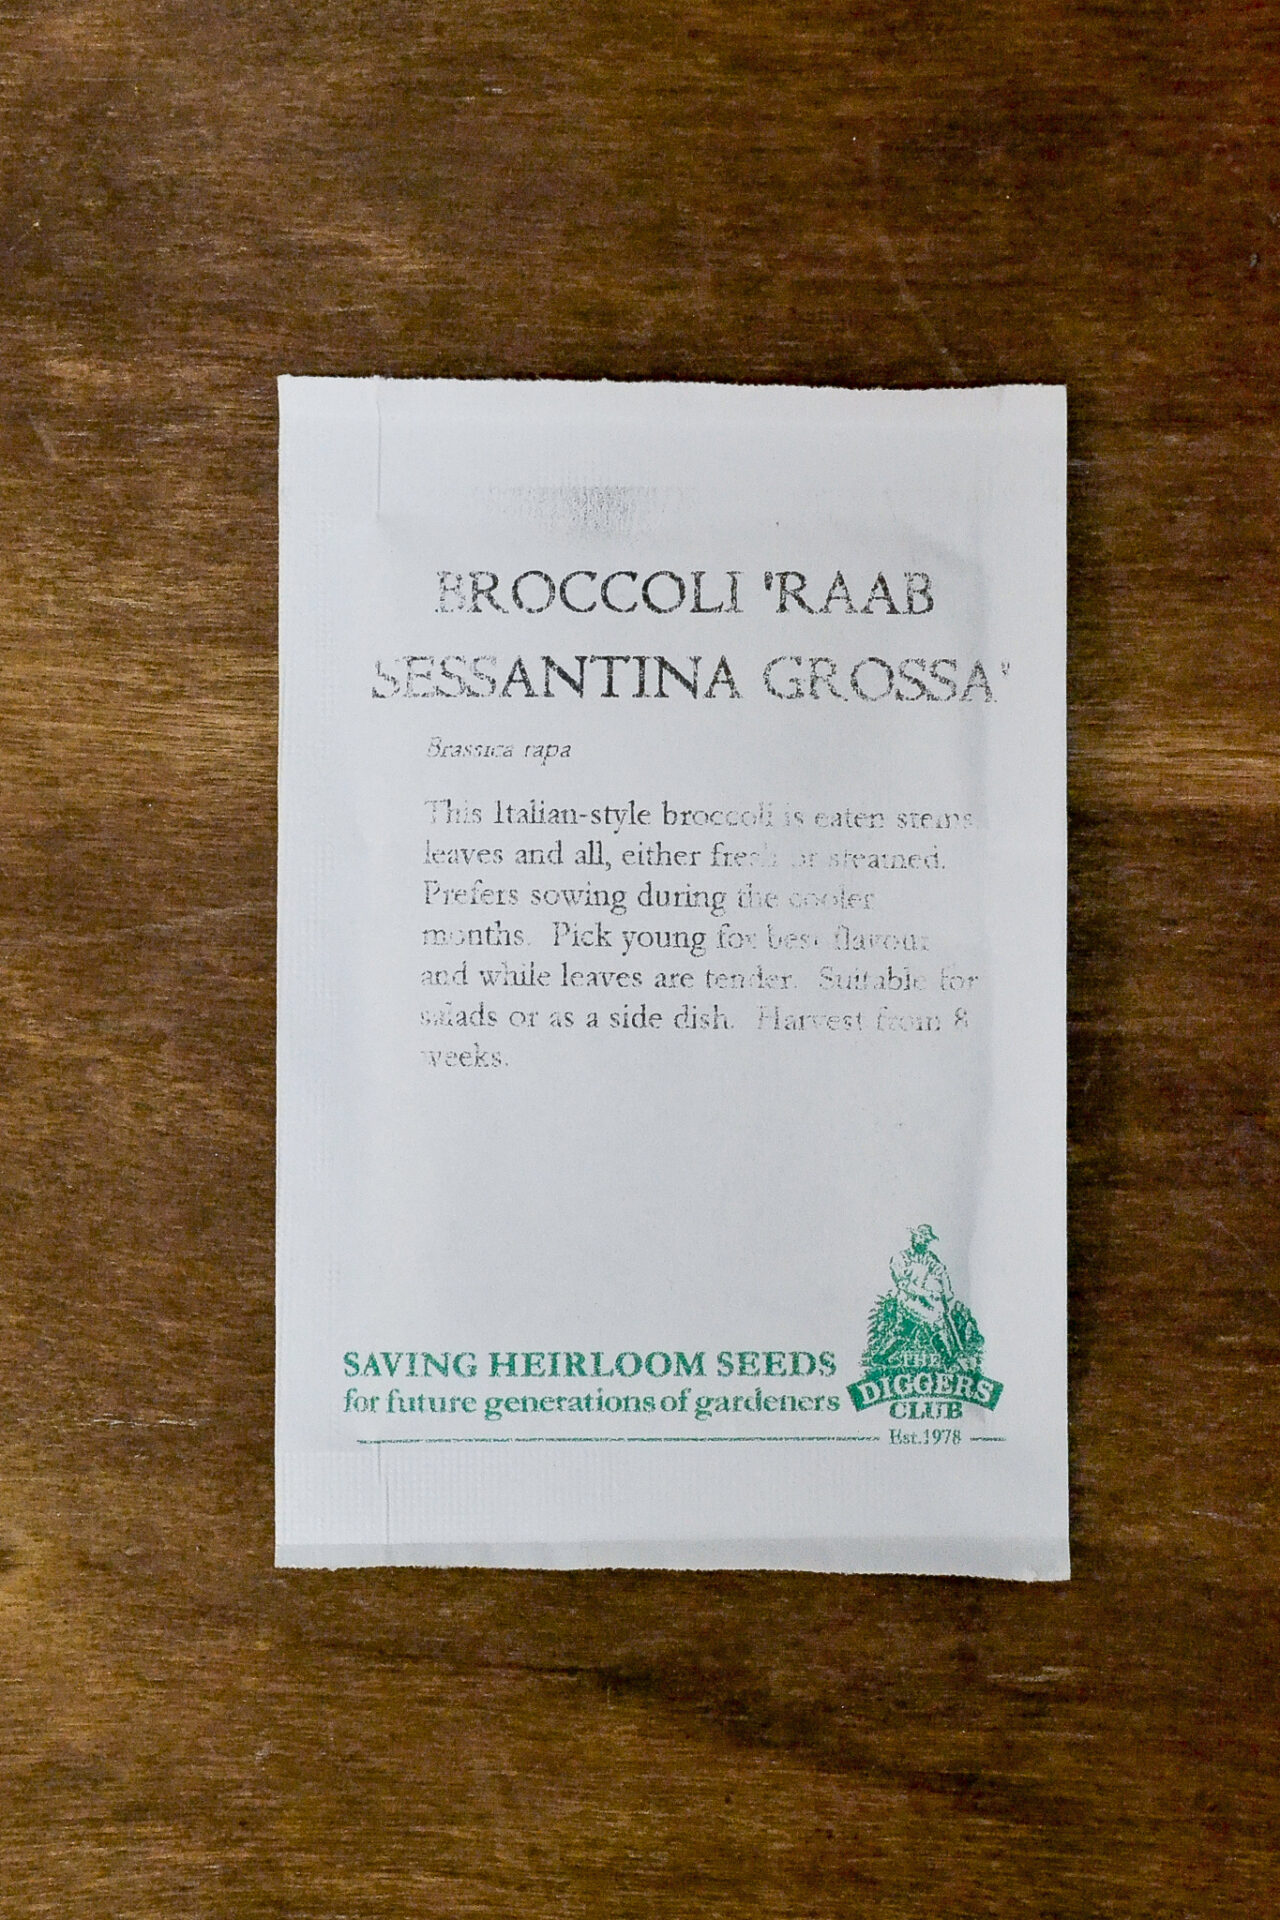 BROCCOLI 'RAAB
SESSANTINA GROSSA'
Brassica rapa
This Italian-style broccoli is eaten stems
leaves and all, either fresh or steamed.
Prefers sowing during the cooler
months. Pick young for best flavour
and while leaves are tender. Suitable for
salads or as a side dish. Harvest from 8
weeks.
SAVING HEIRLOOM SEEDS
for future generations of gardeners
THE
DIGGERS
CLUB
Est.1978